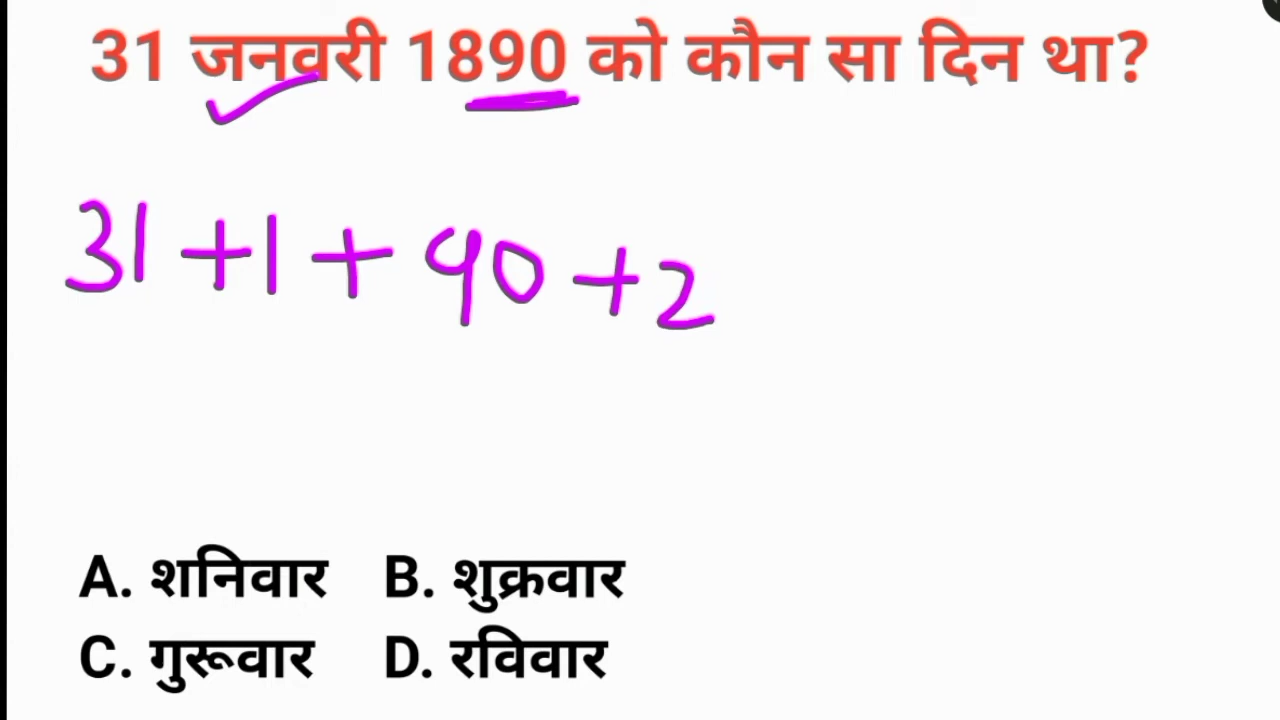 31 जनवरी 1890 को कौन सा दिन था?
31 +1 + 90 +2
A. शनिवार B. शुक्रवार
C. गुरूवार D. रविवार